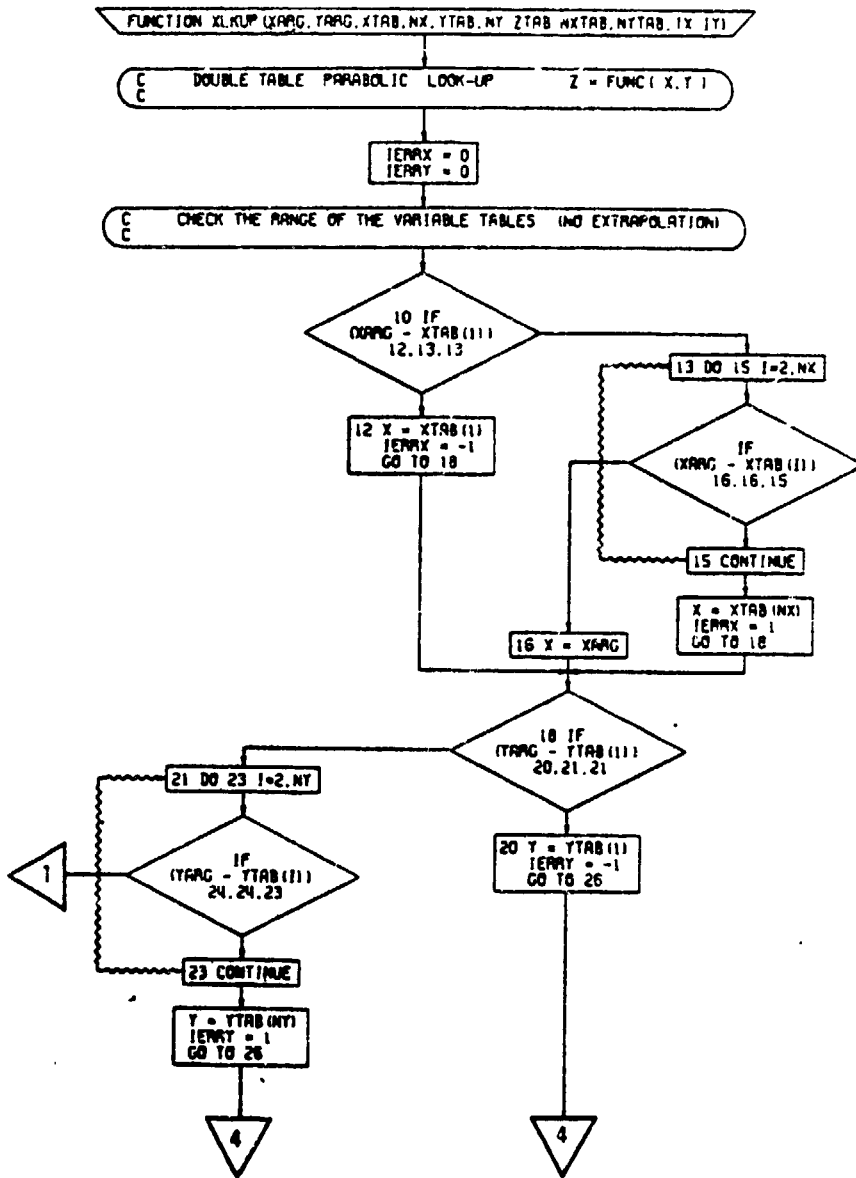 FUNCTION XLKUP (XARG, YARG, XTAB, NX, YTAB, NY ZTAB NXTAB, NYTAB, IX IY)
C DOUBLE TABLE PARABOLIC LOOK-UP Z = FUNC( X,Y )
C
IERRX = 0
IERRY = 0
C CHECK THE RANGE OF THE VARIABLE TABLES (NO EXTRAPOLATION)
C
10 IF
(XARG - XTAB(1))
12,13,13
13 DO 15 I=2,NX
12 X = XTAB(1)
IERRX = -1
GO TO 18
IF
(XARG - XTAB(I))
16,16,15
15 CONTINUE
X = XTAB(NX)
IERRX = 1
GO TO 18
16 X = XARG
18 IF
(YARG - YTAB(1))
20,21,21
21 DO 23 I=2,NY
20 Y = YTAB(1)
IERRY = -1
GO TO 26
1
IF
(YARG - YTAB(I))
24,24,23
23 CONTINUE
Y = YTAB(NY)
IERRY = 1
GO TO 26
4
4